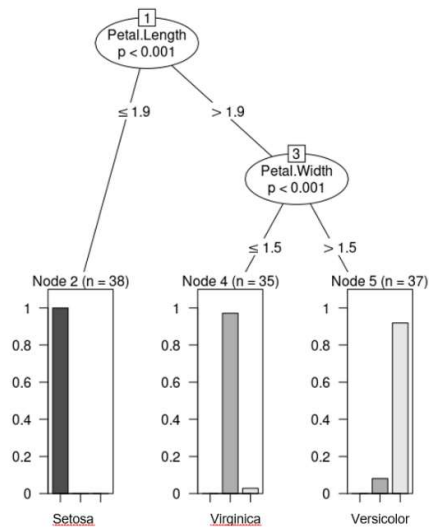 1
Petal.Length
p < 0.001
≤ 1.9
> 1.9
3
Petal.Width
p < 0.001
≤ 1.5
> 1.5
Node 2 (n = 38)
1
0.8
0.6
0.4
0.2
0
Setosa
Node 4 (n = 35)
1
0.8
0.6
0.4
0.2
0
Virginica
Node 5 (n = 37)
1
0.8
0.6
0.4
0.2
0
Versicolor